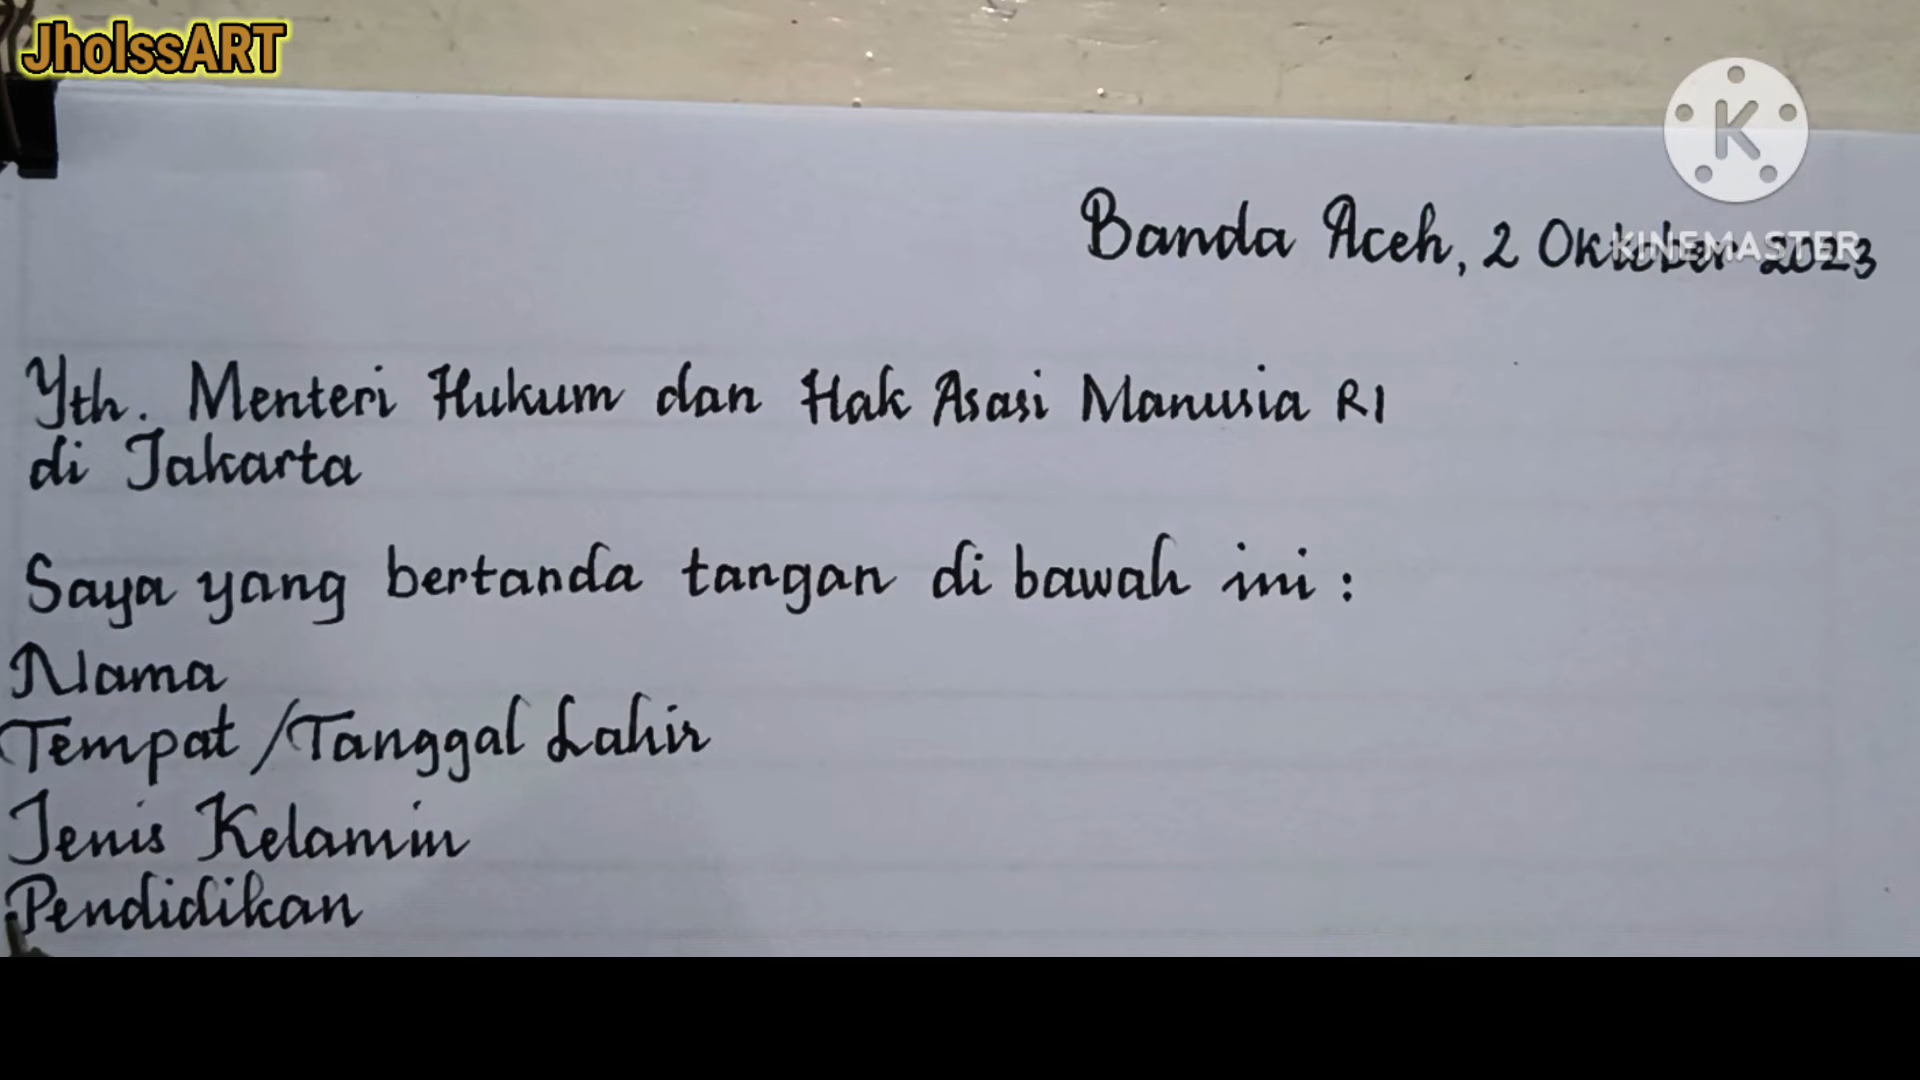 JholssART
Banda Aceh, 2 Oktober 2023
KINEMASTER
Yth. Menteri Hukum dan Hak Asasi Manusia RI
di Jakarta
Saya yang bertanda tangan di bawah ini :
Nama
Tempat /Tanggal Lahir
Jenis Kelamin
Pendidikan